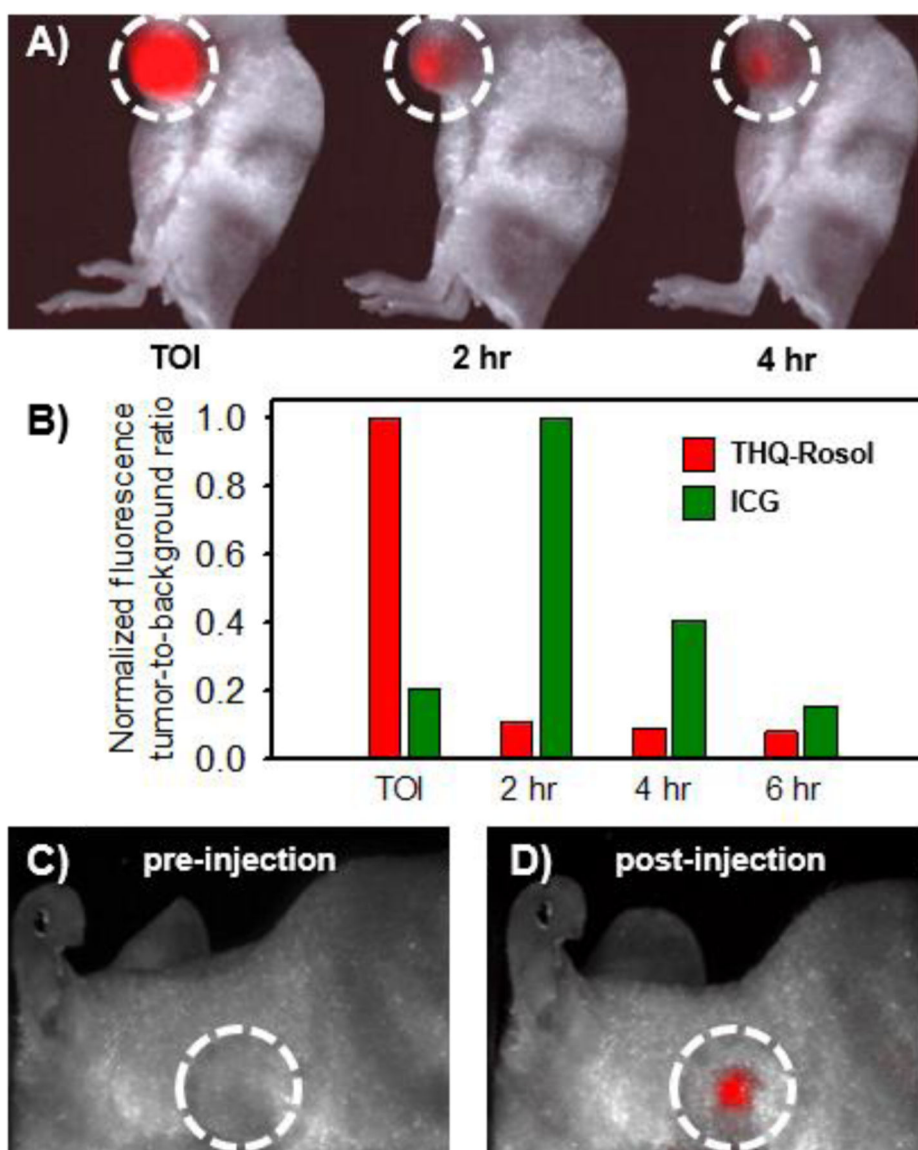 A)
TOI 2 hr 4 hr
B)
Normalized fluorescence
tumor-to-background ratio
1.0
0.8
0.6
0.4
0.2
0.0
THQ-Rosol
ICG
TOI 2 hr 4 hr 6 hr
C) pre-injection
D) post-injection